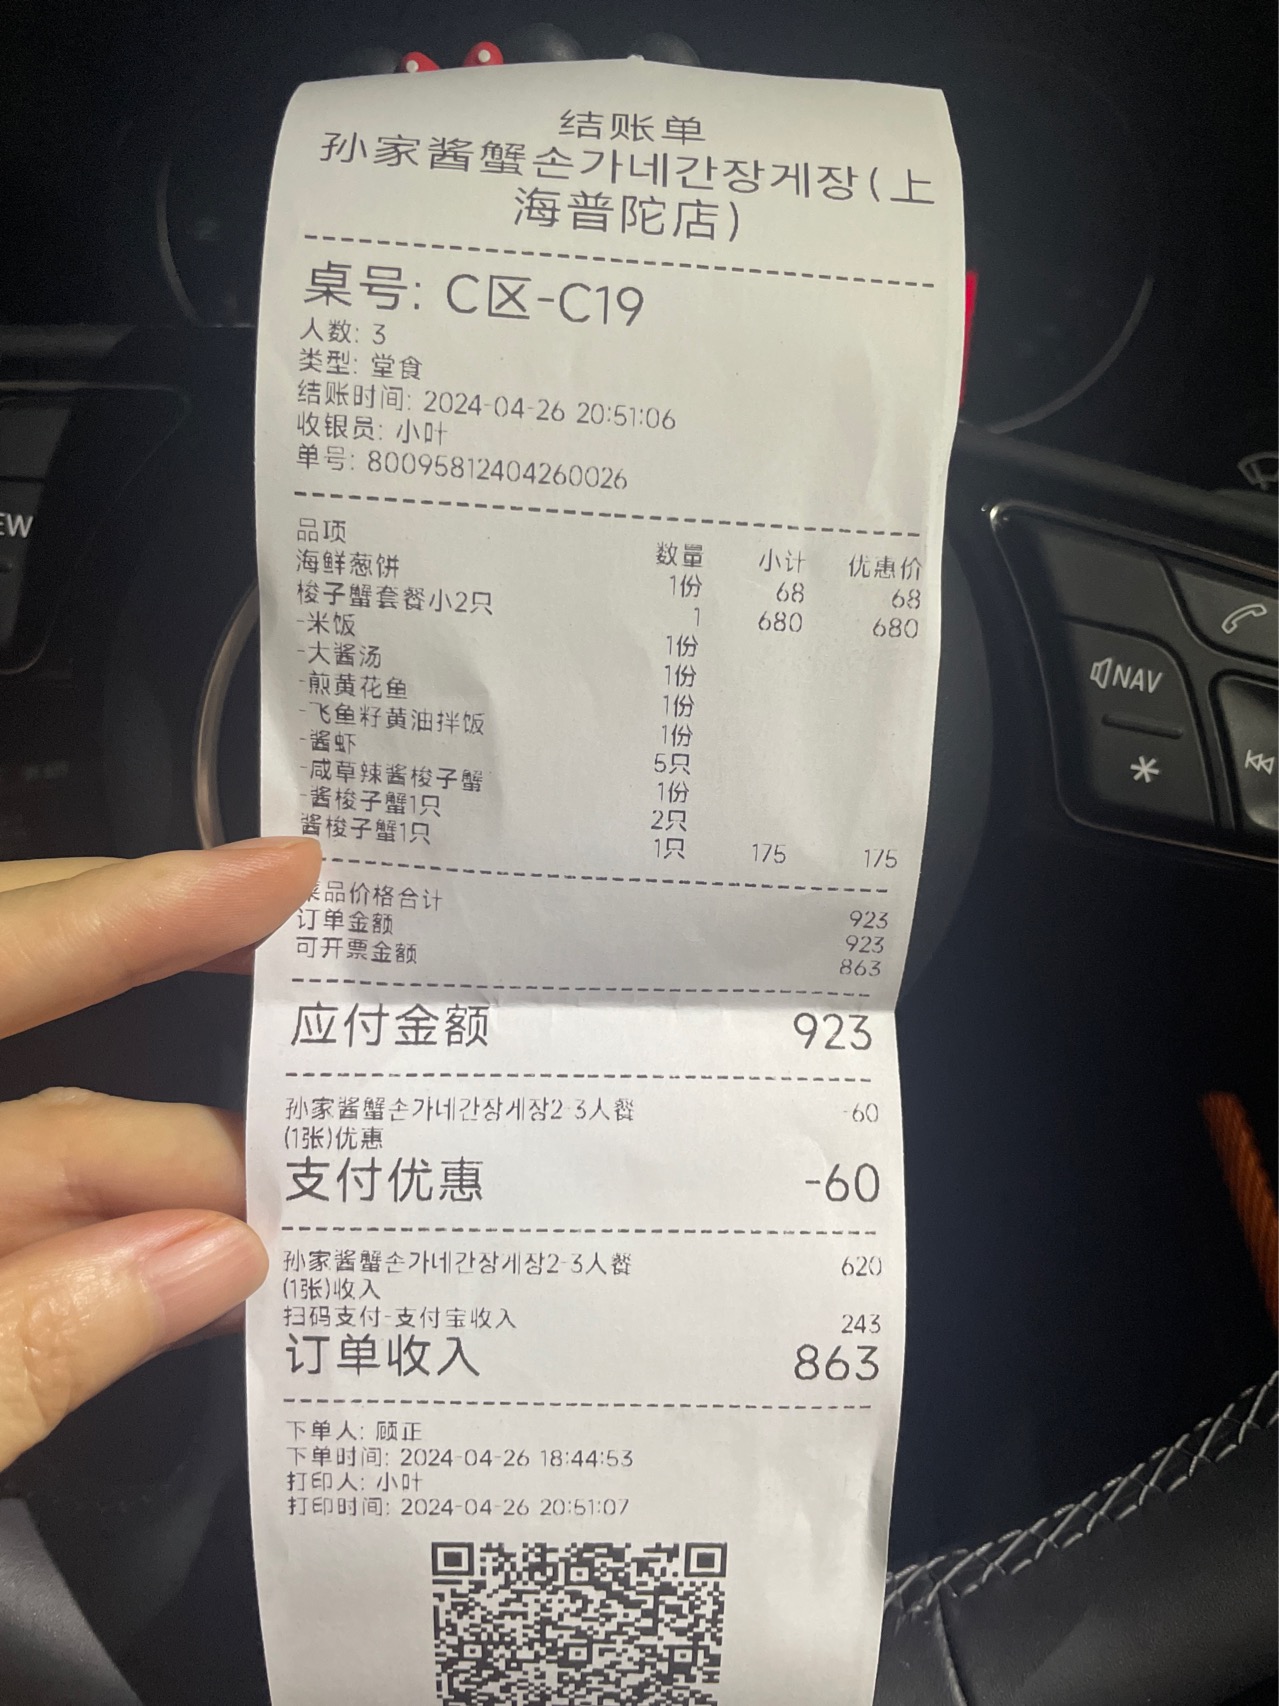 结账单
孙家酱蟹손가네간장게장(上
海普陀店)
桌号: C区-C19
人数: 3
类型: 堂食
结账时间: 2024-04-26 20:51:06
收银员: 小叶
单号: 80095812404260026
品项 数量 小计 优惠价
海鲜葱饼 1份 68 68
梭子蟹套餐小2只 1 680 680
-米饭 1份
-大酱汤 1份
-煎黄花鱼 1份
-飞鱼籽黄油拌饭 1份
-酱虾 5只
-咸草辣酱梭子蟹 1份
-酱梭子蟹1只 2只
酱梭子蟹1只 1只 175 175
菜品价格合计 923
订单金额 923
可开票金额 863
应付金额 923
孙家酱蟹손가네간장게장2-3人餐 -60
(1张)优惠
支付优惠 -60
孙家酱蟹손가네간장게장2-3人餐 620
(1张)收入
扫码支付-支付宝收入 243
订单收入 863
下单人: 顾正
下单时间: 2024-04-26 18:44:53
打印人: 小叶
打印时间: 2024-04-26 20:51:07
EW
NAV